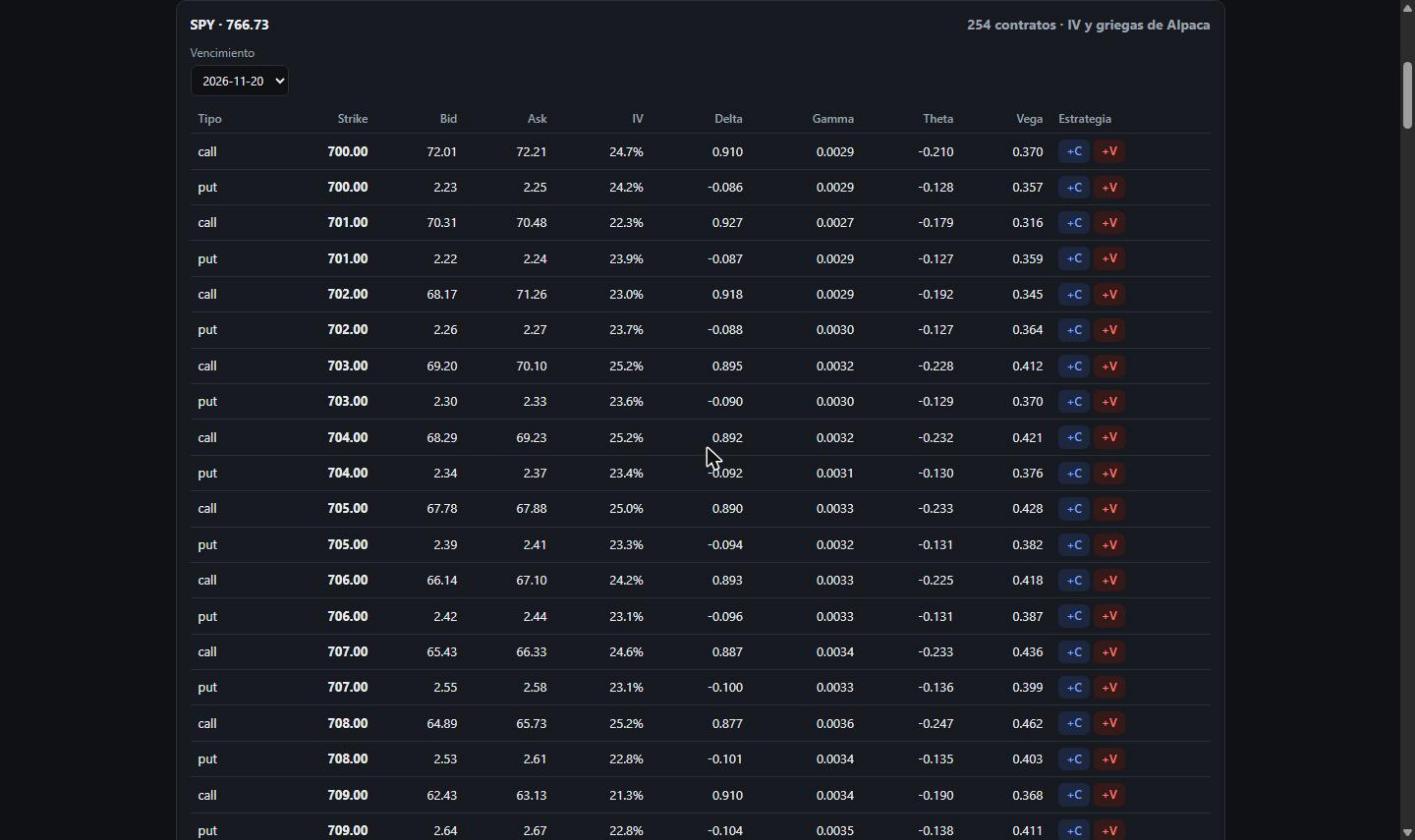 SPY · 766.73 254 contratos · IV y griegas de Alpaca
Vencimiento
2026-11-20
Tipo Strike Bid Ask IV Delta Gamma Theta Vega Estrategia
call 700.00 72.01 72.21 24.7% 0.910 0.0029 -0.210 0.370 +C +V
put 700.00 2.23 2.25 24.2% -0.086 0.0029 -0.128 0.357 +C +V
call 701.00 70.31 70.48 22.3% 0.927 0.0027 -0.179 0.316 +C +V
put 701.00 2.22 2.24 23.9% -0.087 0.0029 -0.127 0.359 +C +V
call 702.00 68.17 71.26 23.0% 0.918 0.0029 -0.192 0.345 +C +V
put 702.00 2.26 2.27 23.7% -0.088 0.0030 -0.127 0.364 +C +V
call 703.00 69.20 70.10 25.2% 0.895 0.0032 -0.228 0.412 +C +V
put 703.00 2.30 2.33 23.6% -0.090 0.0030 -0.129 0.370 +C +V
call 704.00 68.29 69.23 25.2% 0.892 0.0032 -0.232 0.421 +C +V
put 704.00 2.34 2.37 23.4% -0.092 0.0031 -0.130 0.376 +C +V
call 705.00 67.78 67.88 25.0% 0.890 0.0033 -0.233 0.428 +C +V
put 705.00 2.39 2.41 23.3% -0.094 0.0032 -0.131 0.382 +C +V
call 706.00 66.14 67.10 24.2% 0.893 0.0033 -0.225 0.418 +C +V
put 706.00 2.42 2.44 23.1% -0.096 0.0033 -0.131 0.387 +C +V
call 707.00 65.43 66.33 24.6% 0.887 0.0034 -0.233 0.436 +C +V
put 707.00 2.55 2.58 23.1% -0.100 0.0033 -0.136 0.399 +C +V
call 708.00 64.89 65.73 25.2% 0.877 0.0036 -0.247 0.462 +C +V
put 708.00 2.53 2.61 22.8% -0.101 0.0034 -0.135 0.403 +C +V
call 709.00 62.43 63.13 21.3% 0.910 0.0034 -0.190 0.368 +C +V
put 709.00 2.64 2.67 22.8% -0.104 0.0035 -0.138 0.411 +C +V